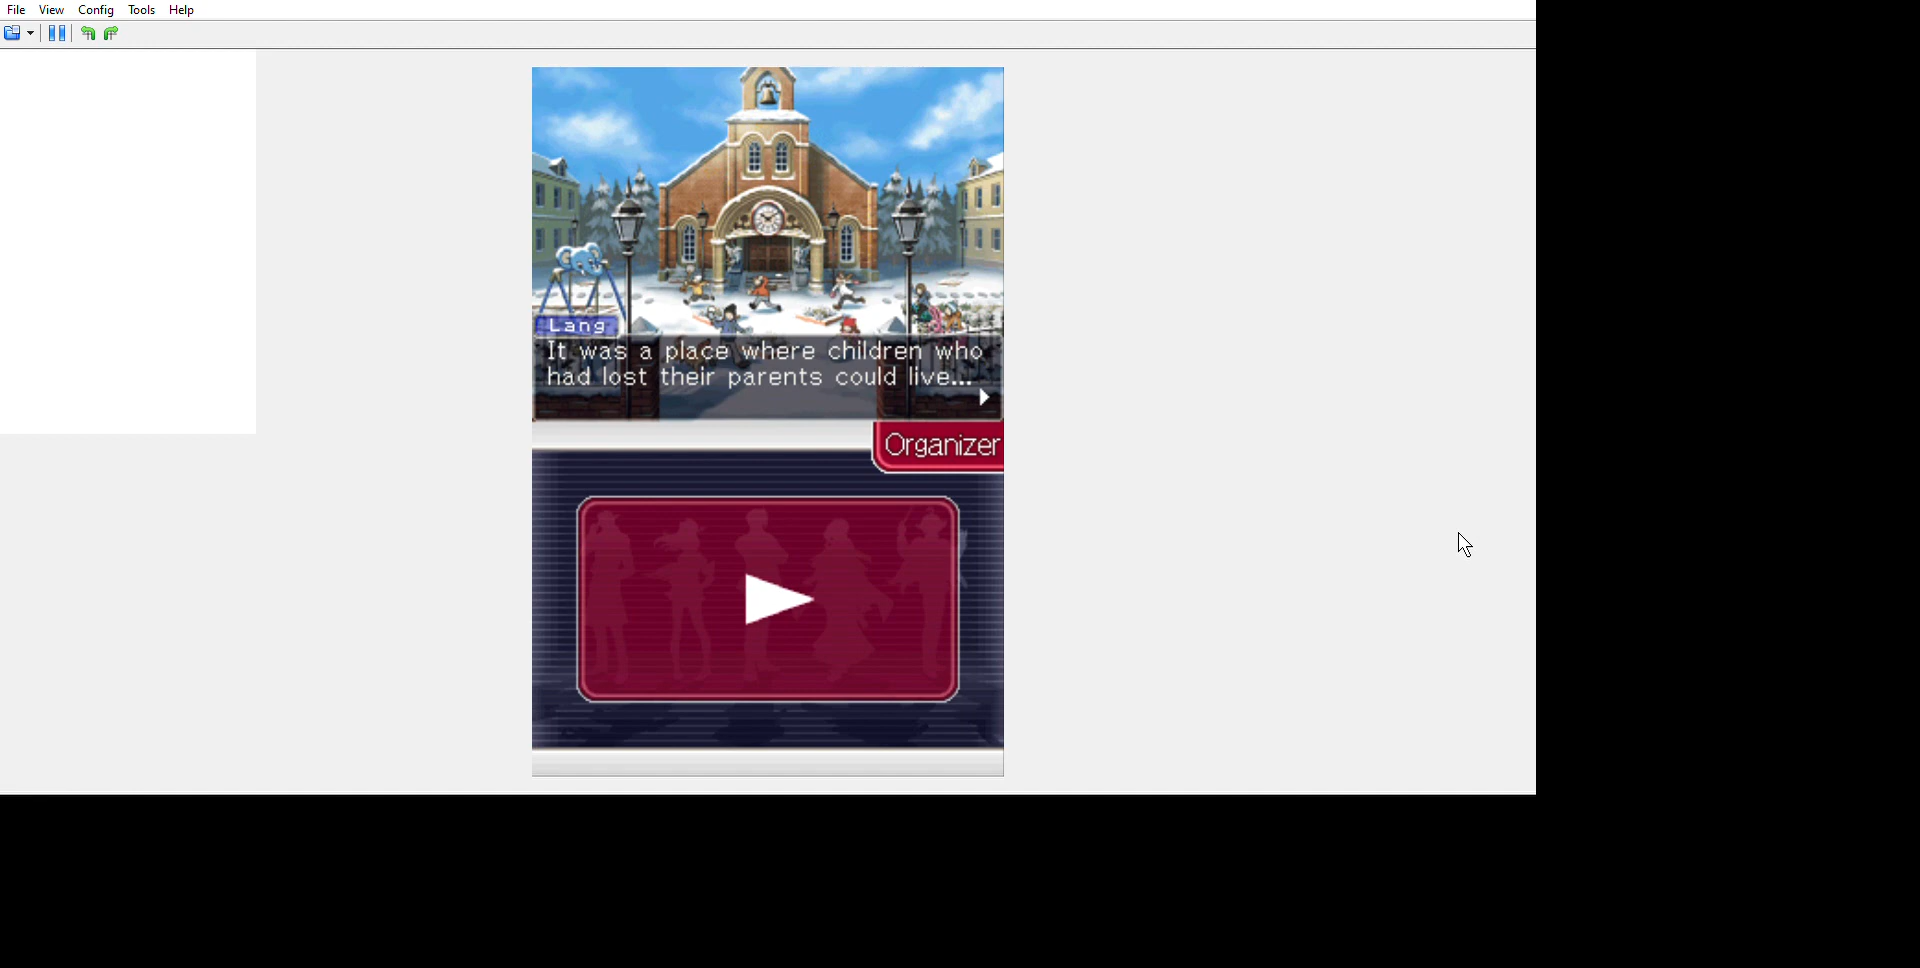 File View Config Tools Help
Lang
It was a place where children who
had lost their parents could live...
Organizer